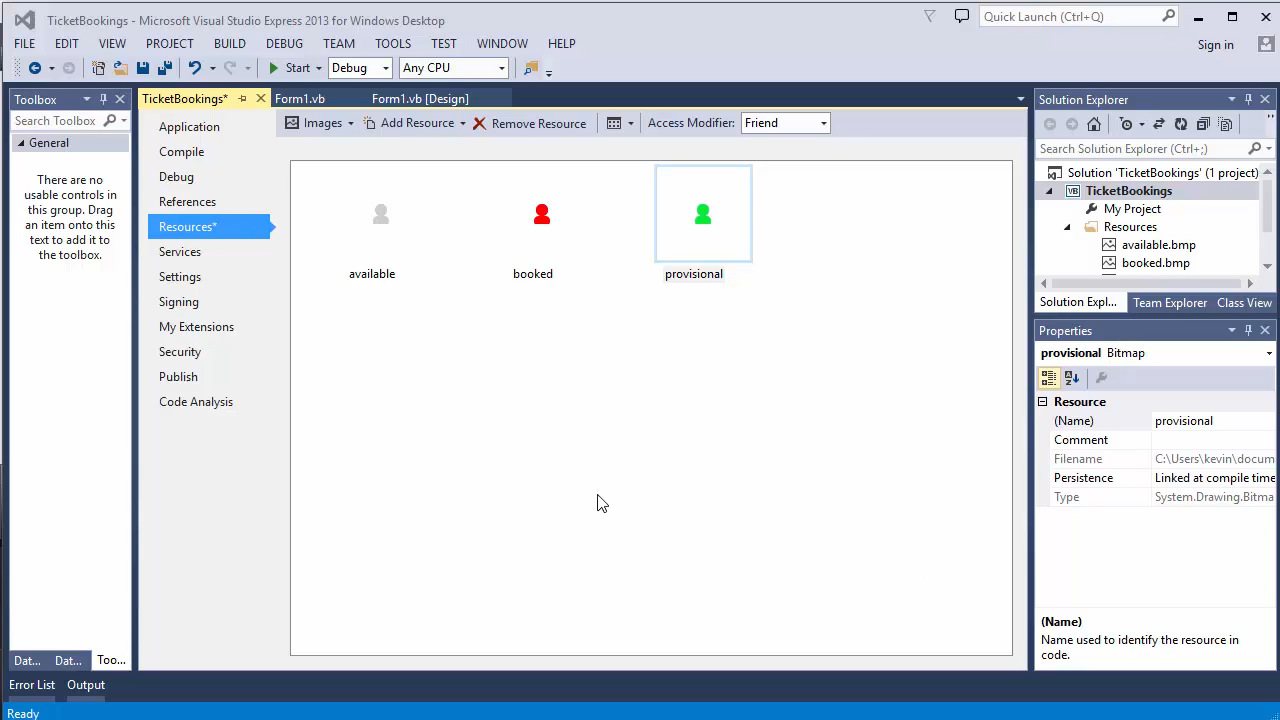 TicketBookings - Microsoft Visual Studio Express 2013 for Windows Desktop
Quick Launch (Ctrl+Q)
FILE EDIT VIEW PROJECT BUILD DEBUG TEAM TOOLS TEST WINDOW HELP
Sign in
Start Debug Any CPU
Toolbox
Search Toolbox
General
There are no
usable controls in
this group. Drag
an item onto this
text to add it to
the toolbox.
Dat... Dat... Too...
TicketBookings* Form1.vb Form1.vb [Design]
Application
Compile
Debug
References
Resources*
Services
Settings
Signing
My Extensions
Security
Publish
Code Analysis
Images Add Resource Remove Resource Access Modifier: Friend
available booked provisional
Solution Explorer
Search Solution Explorer (Ctrl+;)
Solution 'TicketBookings' (1 project)
VB TicketBookings
My Project
Resources
available.bmp
booked.bmp
Solution Expl... Team Explorer Class View
Properties
provisional Bitmap
Resource
(Name) provisional
Comment
Filename C:\Users\kevin\docum
Persistence Linked at compile time
Type System.Drawing.Bitma
(Name)
Name used to identify the resource in
code.
Error List Output
Ready